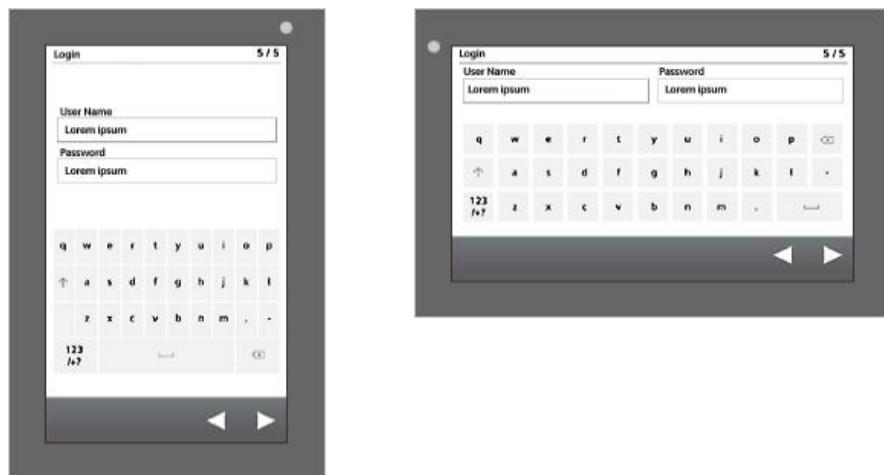 Login 5 / 5
User Name
Lorem ipsum
Password
Lorem ipsum
q w e r t y u i o p
a s d f g h j k l
z x c v b n m . -
123
/+?
Login 5 / 5
User Name Password
Lorem ipsum Lorem ipsum
q w e r t y u i o p
a s d f g h j k l -
123
/+? z x c v b n m .